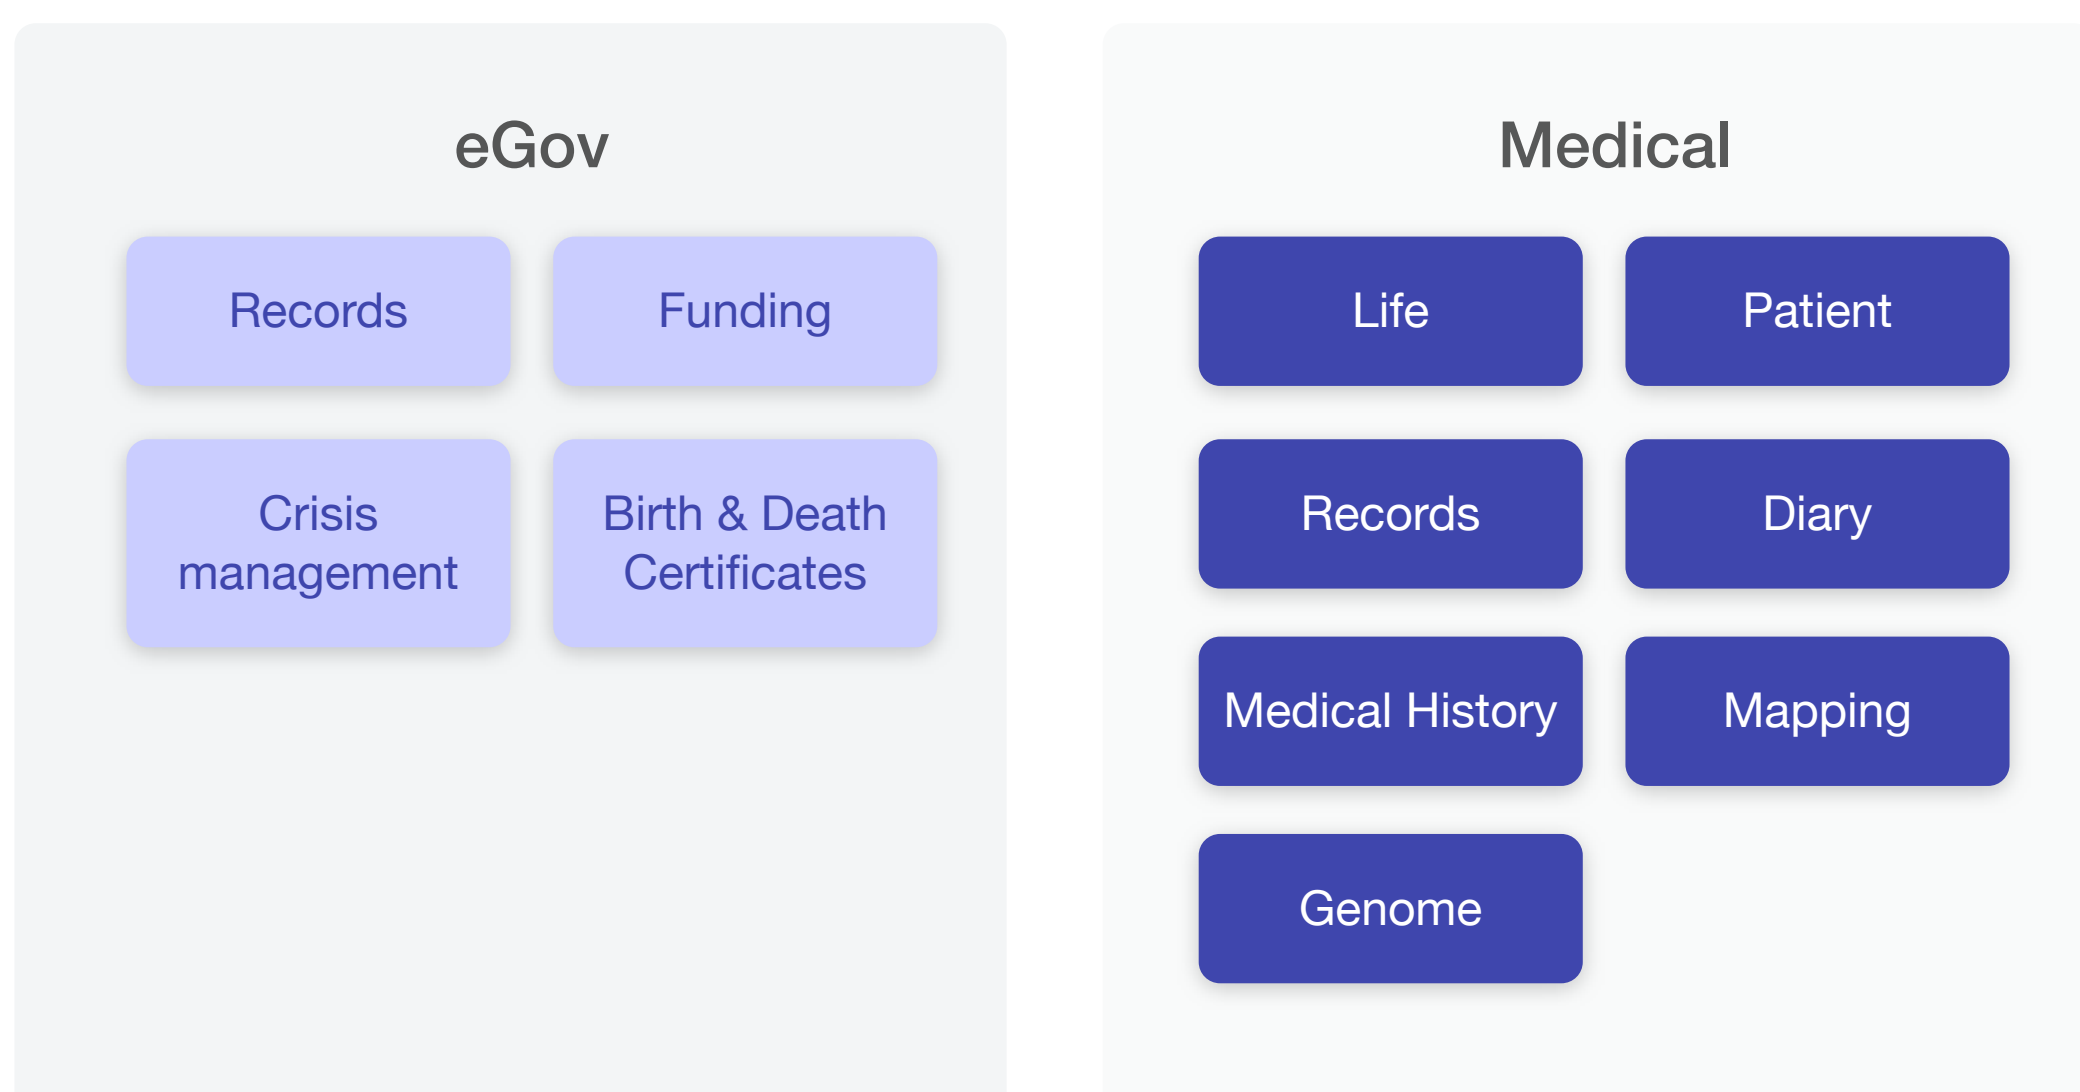 eGov
Records
Funding
Crisis
management
Birth & Death
Certificates
Medical
Life
Patient
Records
Diary
Medical History
Mapping
Genome